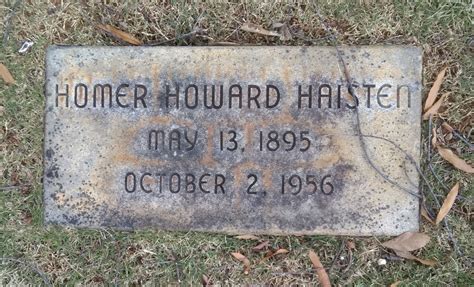 HOMER HOWARD HAISTEN
MAY 13, 1895
OCTOBER 2, 1956